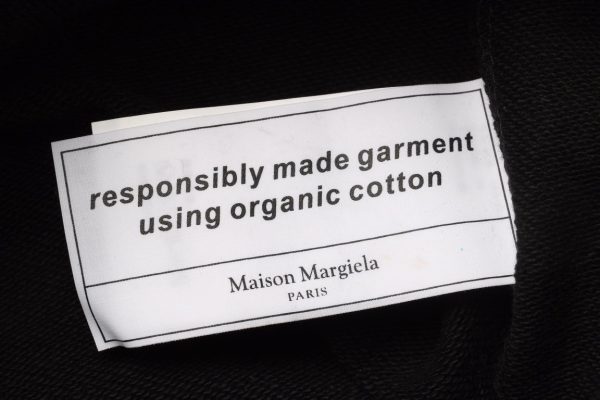 responsibly made garment
using organic cotton
Maison Margiela
PARIS